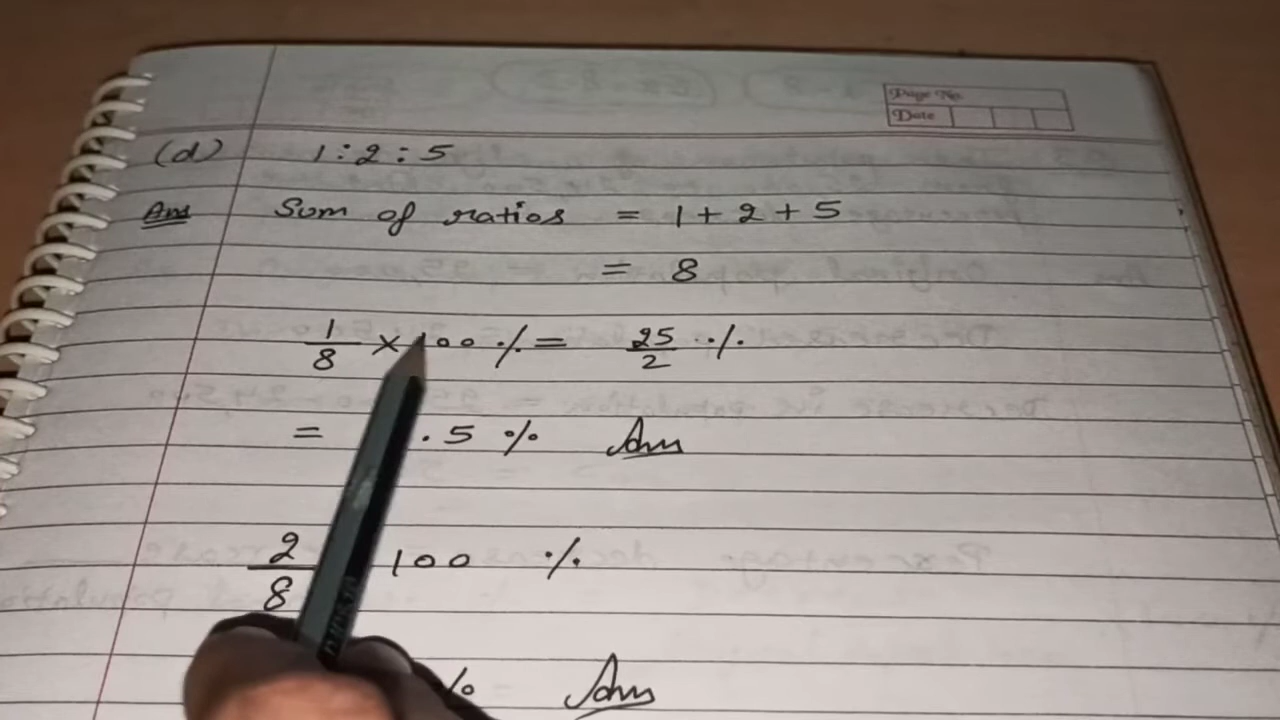 Page No.
Date
(d) 1:2:5
Ans Sum of ratios = 1+2+5
= 8
1/8 × 100 % = 25/2 %
= .5 % Ans
2/8 100 %
% Ans